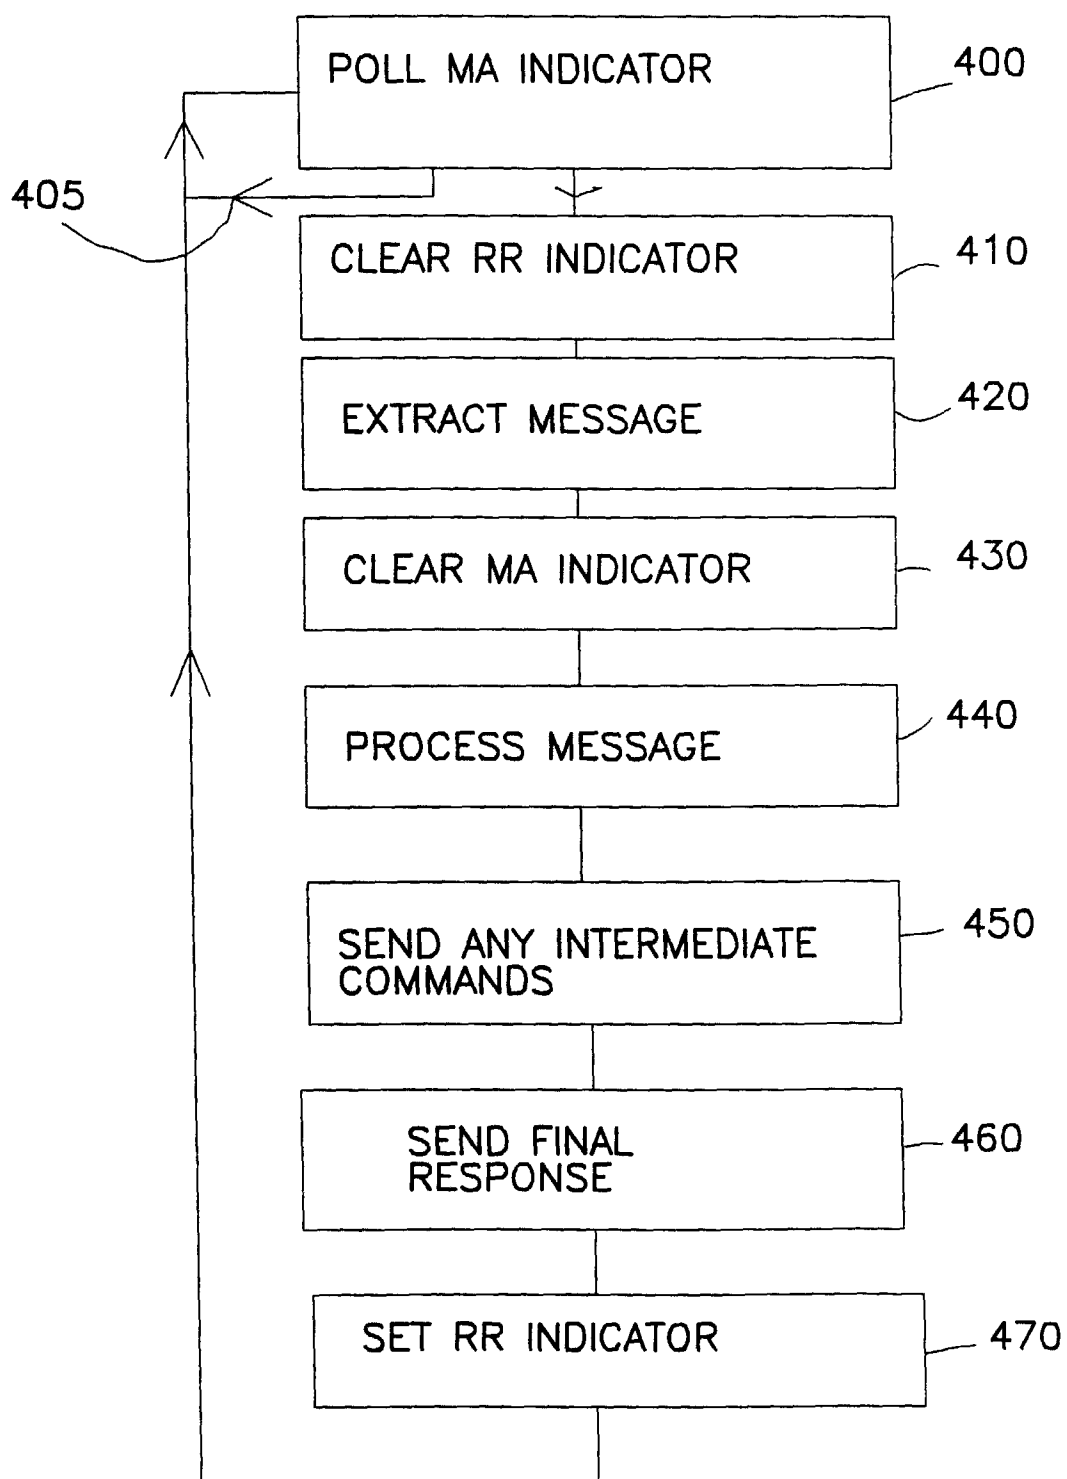 POLL MA INDICATOR
400
405
CLEAR RR INDICATOR
410
EXTRACT MESSAGE
420
CLEAR MA INDICATOR
430
PROCESS MESSAGE
440
SEND ANY INTERMEDIATE
COMMANDS
450
SEND FINAL
RESPONSE
460
SET RR INDICATOR
470